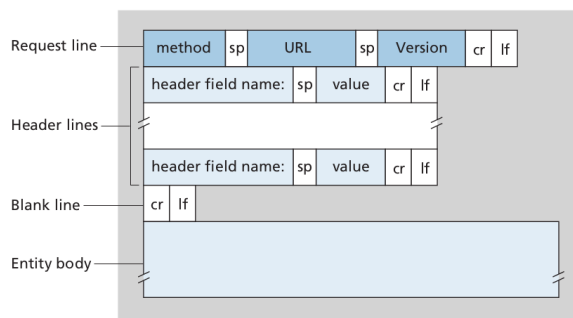 Request line method sp URL sp Version cr lf
header field name: sp value cr lf
Header lines
header field name: sp value cr lf
Blank line cr lf
Entity body